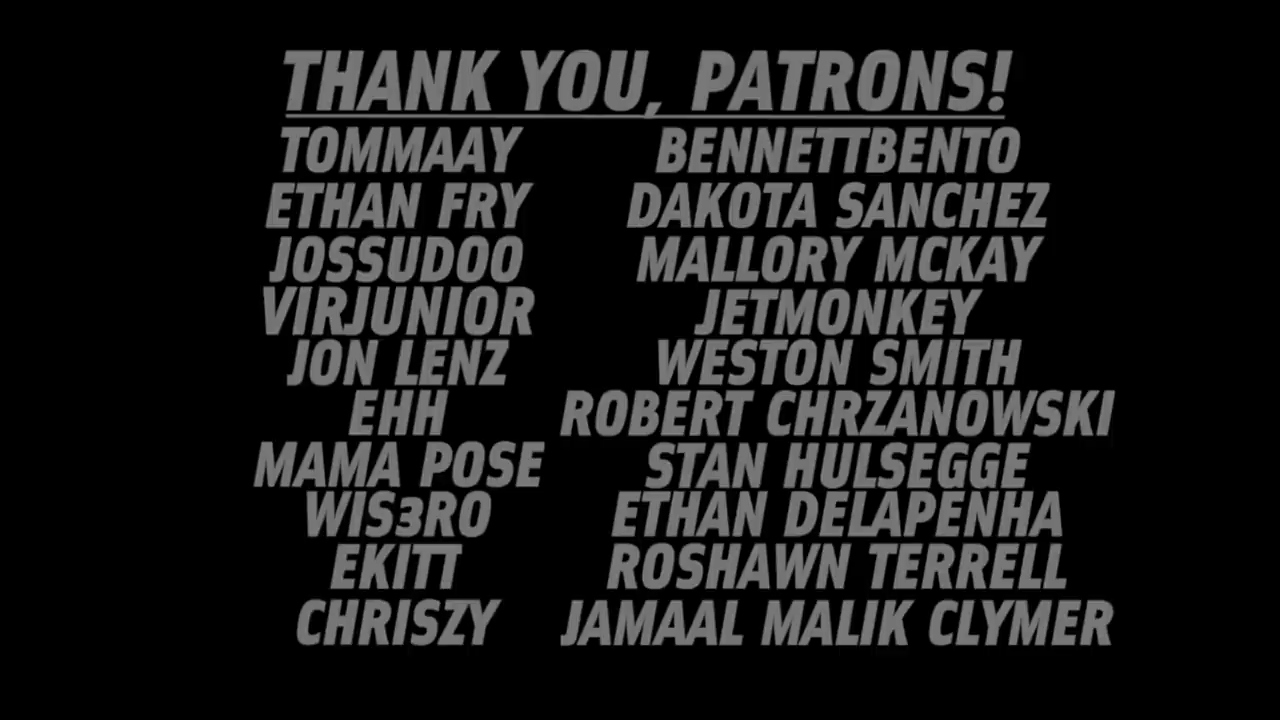 THANK YOU, PATRONS!
TOMMAAY BENNETTBENTO
ETHAN FRY DAKOTA SANCHEZ
JOSSUDOO MALLORY MCKAY
VIRJUNIOR JETMONKEY
JON LENZ WESTON SMITH
EHH ROBERT CHRZANOWSKI
MAMA POSE STAN HULSEGGE
WIS3RO ETHAN DELAPENHA
EKITT ROSHAWN TERRELL
CHRISZY JAMAAL MALIK CLYMER